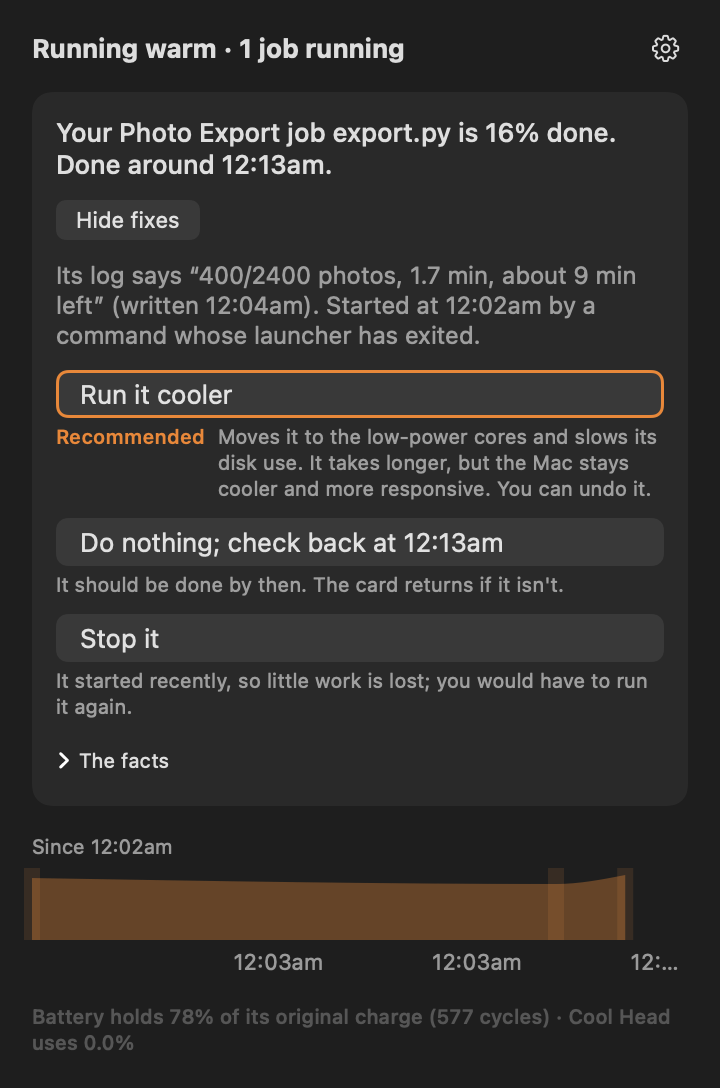 Running warm · 1 job running
Your Photo Export job export.py is 16% done.
Done around 12:13am.
Hide fixes
Its log says “400/2400 photos, 1.7 min, about 9 min
left” (written 12:04am). Started at 12:02am by a
command whose launcher has exited.
Run it cooler
Recommended Moves it to the low-power cores and slows its
disk use. It takes longer, but the Mac stays
cooler and more responsive. You can undo it.
Do nothing; check back at 12:13am
It should be done by then. The card returns if it isn't.
Stop it
It started recently, so little work is lost; you would have to run
it again.
The facts
Since 12:02am
12:03am 12:03am 12:...
Battery holds 78% of its original charge (577 cycles) · Cool Head
uses 0.0%